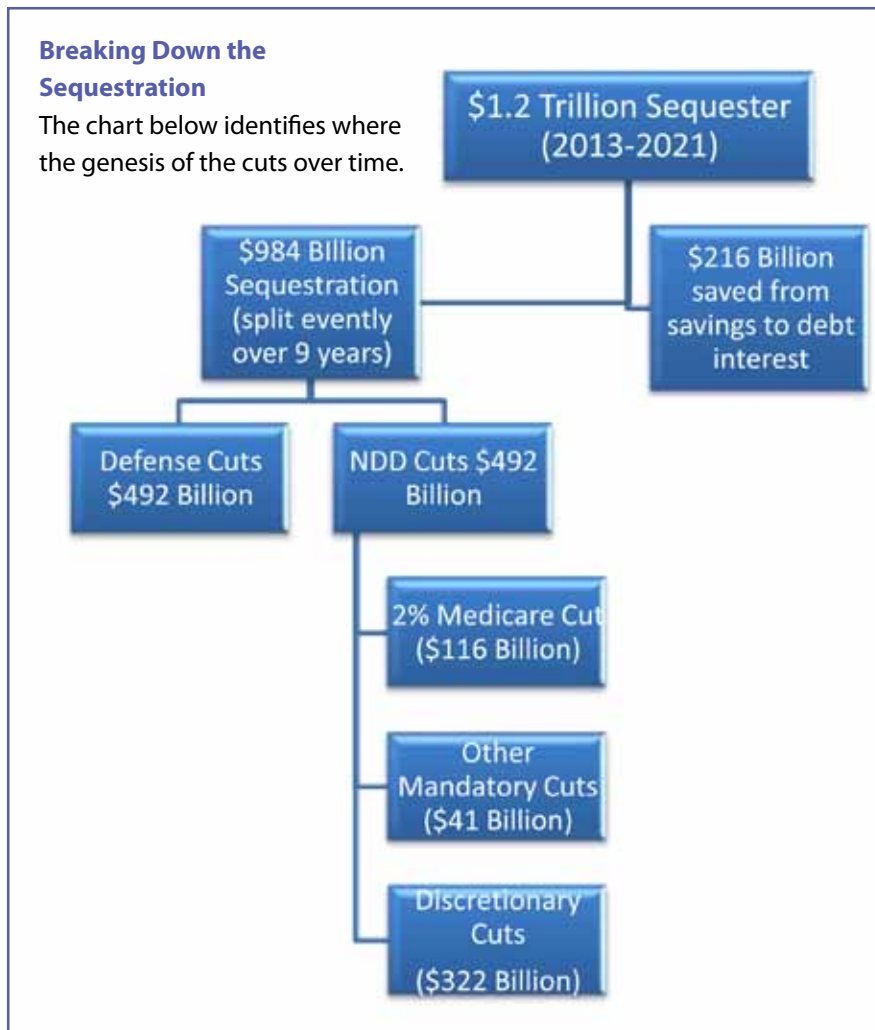 Breaking Down the
Sequestration
The chart below identifies where
the genesis of the cuts over time.
$1.2 Trillion Sequester
(2013-2021)
$984 BIllion
Sequestration
(split evently
over 9 years)
$216 Billion
saved from
savings to debt
interest
Defense Cuts
$492 Billion
NDD Cuts $492
Billion
2% Medicare Cut
($116 Billion)
Other
Mandatory Cuts
($41 Billion)
Discretionary
Cuts
($322 Billion)